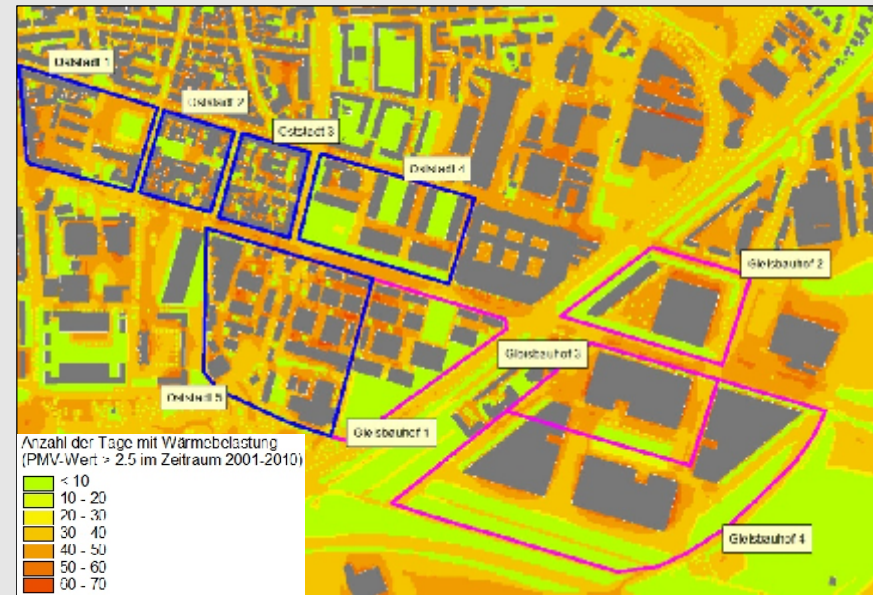 Oststadt 1
Oststadt 2
Oststadt 3
Oststadt 4
Gleisbauhof 2
Gleisbauhof 3
Oststadt 5
Gleisbauhof 1
Gleisbauhof 4
Anzahl der Tage mit Wärmebelastung
(PMV-Wert > 2.5 im Zeitraum 2001-2010)
< 10
10 - 20
20 - 30
30 - 40
40 - 50
50 - 60
60 - 70